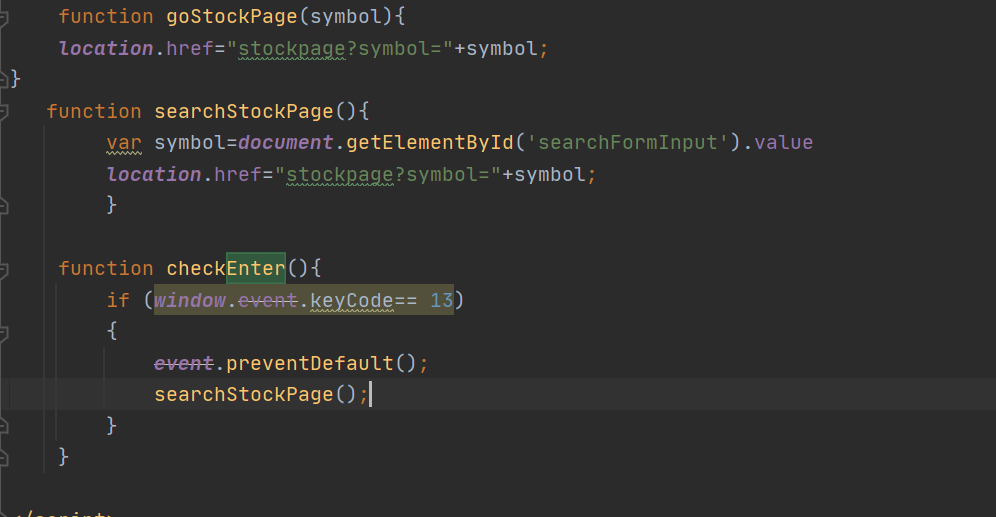 function goStockPage(symbol){
location.href="stockpage?symbol="+symbol;
}
function searchStockPage(){
var symbol=document.getElementById('searchFormInput').value
location.href="stockpage?symbol="+symbol;
}
function checkEnter(){
if (window.event.keyCode== 13)
{
event.preventDefault();
searchStockPage();
}
}
</script>